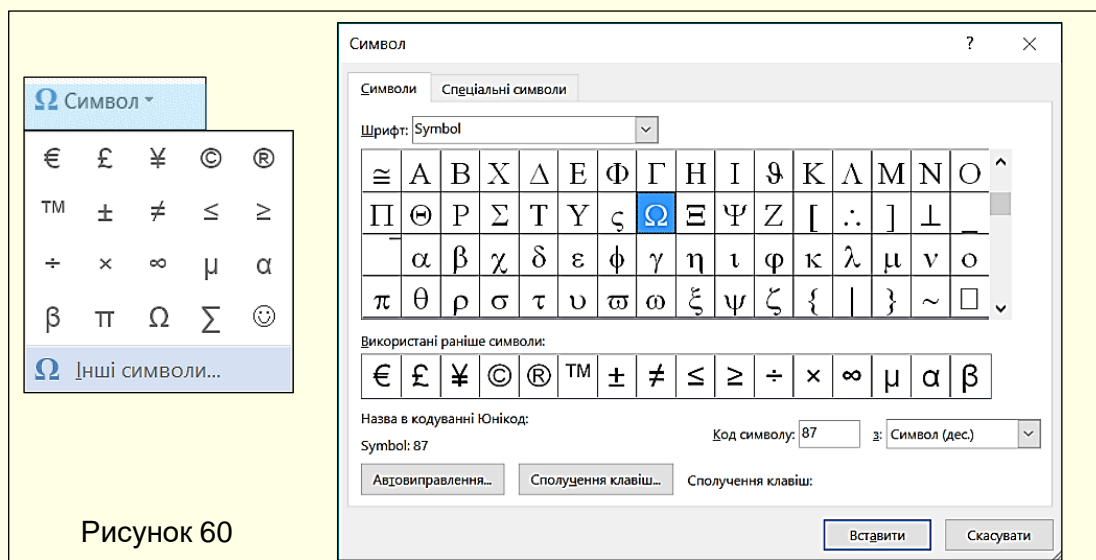 Ω Символ
€ £ ¥ © ®
™ ± ≠ ≤ ≥
÷ × ∞ µ α
β π Ω ∑ ☺
Ω Інші символи...
Рисунок 60
Символ ? ×
Символи Спеціальні символи
Шрифт: Symbol
≅ Α Β Χ Δ Ε Φ Γ Η Ι ϑ Κ Λ Μ Ν Ο
Π Θ Ρ Σ Τ Υ ς Ω Ξ Ψ Ζ [ ∴ ] ⊥ _
‾ α β χ δ ε ϕ γ η ι φ κ λ μ ν ο
π θ ρ σ τ υ ϖ ω ξ ψ ζ { | } ~ □
Використані раніше символи:
€ £ ¥ © ® ™ ± ≠ ≤ ≥ ÷ × ∞ µ α β
Назва в кодуванні Юнікод:
Symbol: 87
Код символу: 87 з: Символ (дес.)
Автовиправлення... Сполучення клавіш... Сполучення клавіш:
Вставити Скасувати